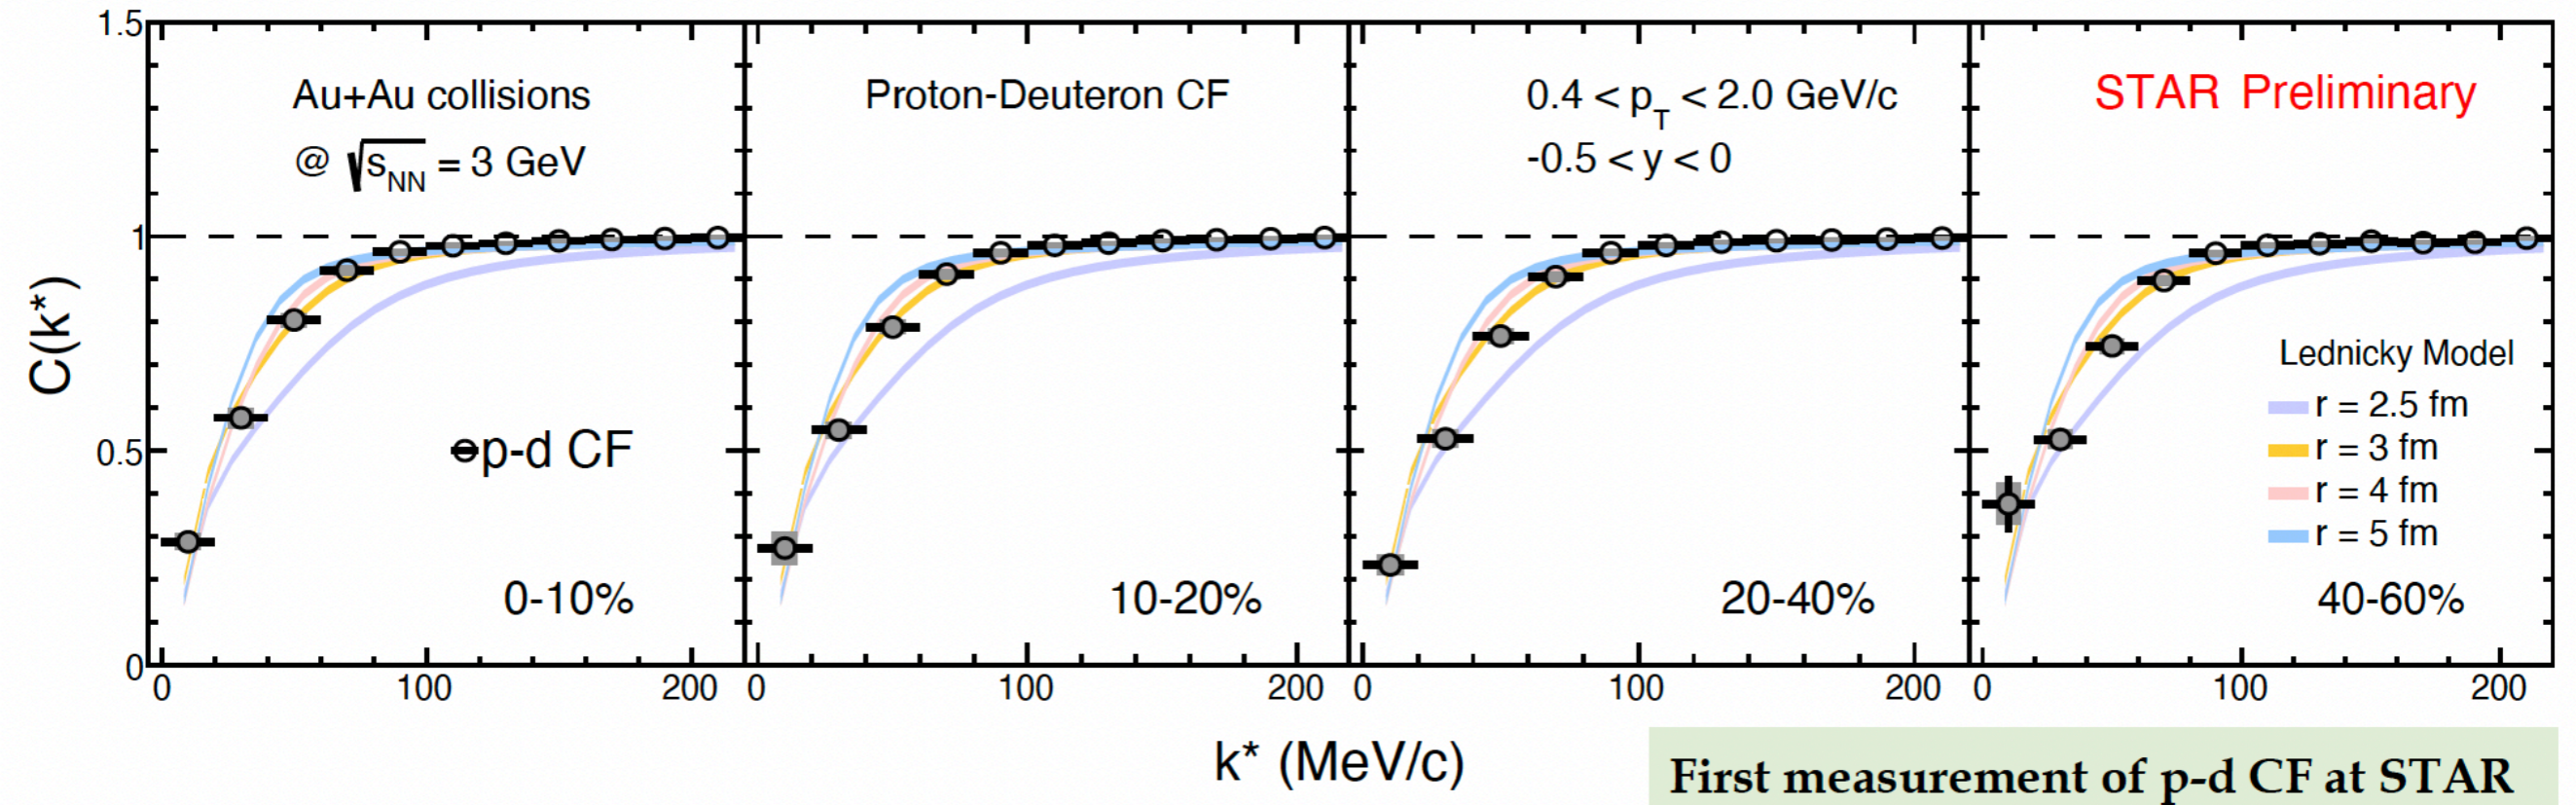 1.5
1
0.5
0
C(k*)
Au+Au collisions
@ √sNN = 3 GeV
p-d CF
0-10%
0 100 200
Proton-Deuteron CF
10-20%
0 100 200
0.4 < pT < 2.0 GeV/c
-0.5 < y < 0
20-40%
0 100 200
STAR Preliminary
Lednicky Model
r = 2.5 fm
r = 3 fm
r = 4 fm
r = 5 fm
40-60%
0 100 200
k* (MeV/c)
First measurement of p-d CF at STAR